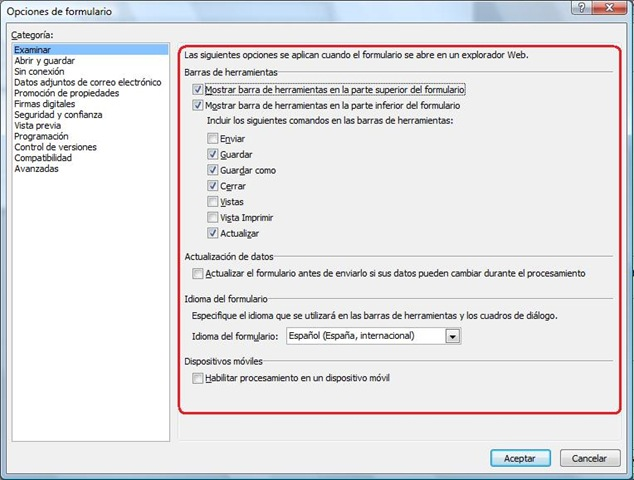 Opciones de formulario
Categoría:
Examinar
Abrir y guardar
Sin conexión
Datos adjuntos de correo electrónico
Promoción de propiedades
Firmas digitales
Seguridad y confianza
Vista previa
Programación
Control de versiones
Compatibilidad
Avanzadas
Las siguientes opciones se aplican cuando el formulario se abre en un explorador Web.
Barras de herramientas
Mostrar barra de herramientas en la parte superior del formulario
Mostrar barra de herramientas en la parte inferior del formulario
Incluir los siguientes comandos en las barras de herramientas:
Enviar
Guardar
Guardar como
Cerrar
Vistas
Vista Imprimir
Actualizar
Actualización de datos
Actualizar el formulario antes de enviarlo si sus datos pueden cambiar durante el procesamiento
Idioma del formulario
Especifique el idioma que se utilizará en las barras de herramientas y los cuadros de diálogo.
Idioma del formulario: Español (España, internacional)
Dispositivos móviles
Habilitar procesamiento en un dispositivo móvil
Aceptar Cancelar